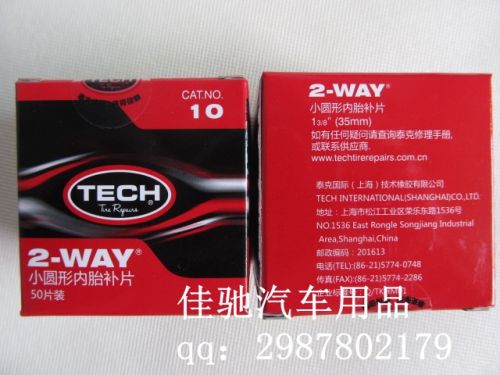 CAT.NO.
10
TECH
Tire Repairs
2-WAY®
小圆形内胎补片
50片装
2-WAY®
小圆形内胎补片
1 3/8" (35mm)
如有任何疑问请查询泰克修理手册,
或联系供应商.
www.techtirerepairs.com.cn
泰克国际（上海）技术橡胶有限公司
TECH INTERNATIONAL(SHANGHAI)CO.,LTD.
地址：上海市松江工业区荣乐东路1536号
NO.1536 East Rongle Songjiang Industrial
Area,Shanghai,China
邮政编码：201613
电话(TEL):(86-21)5774-0748
传真(FAX):(86-21)5774-2286
佳驰汽车用品
qq：2987802179